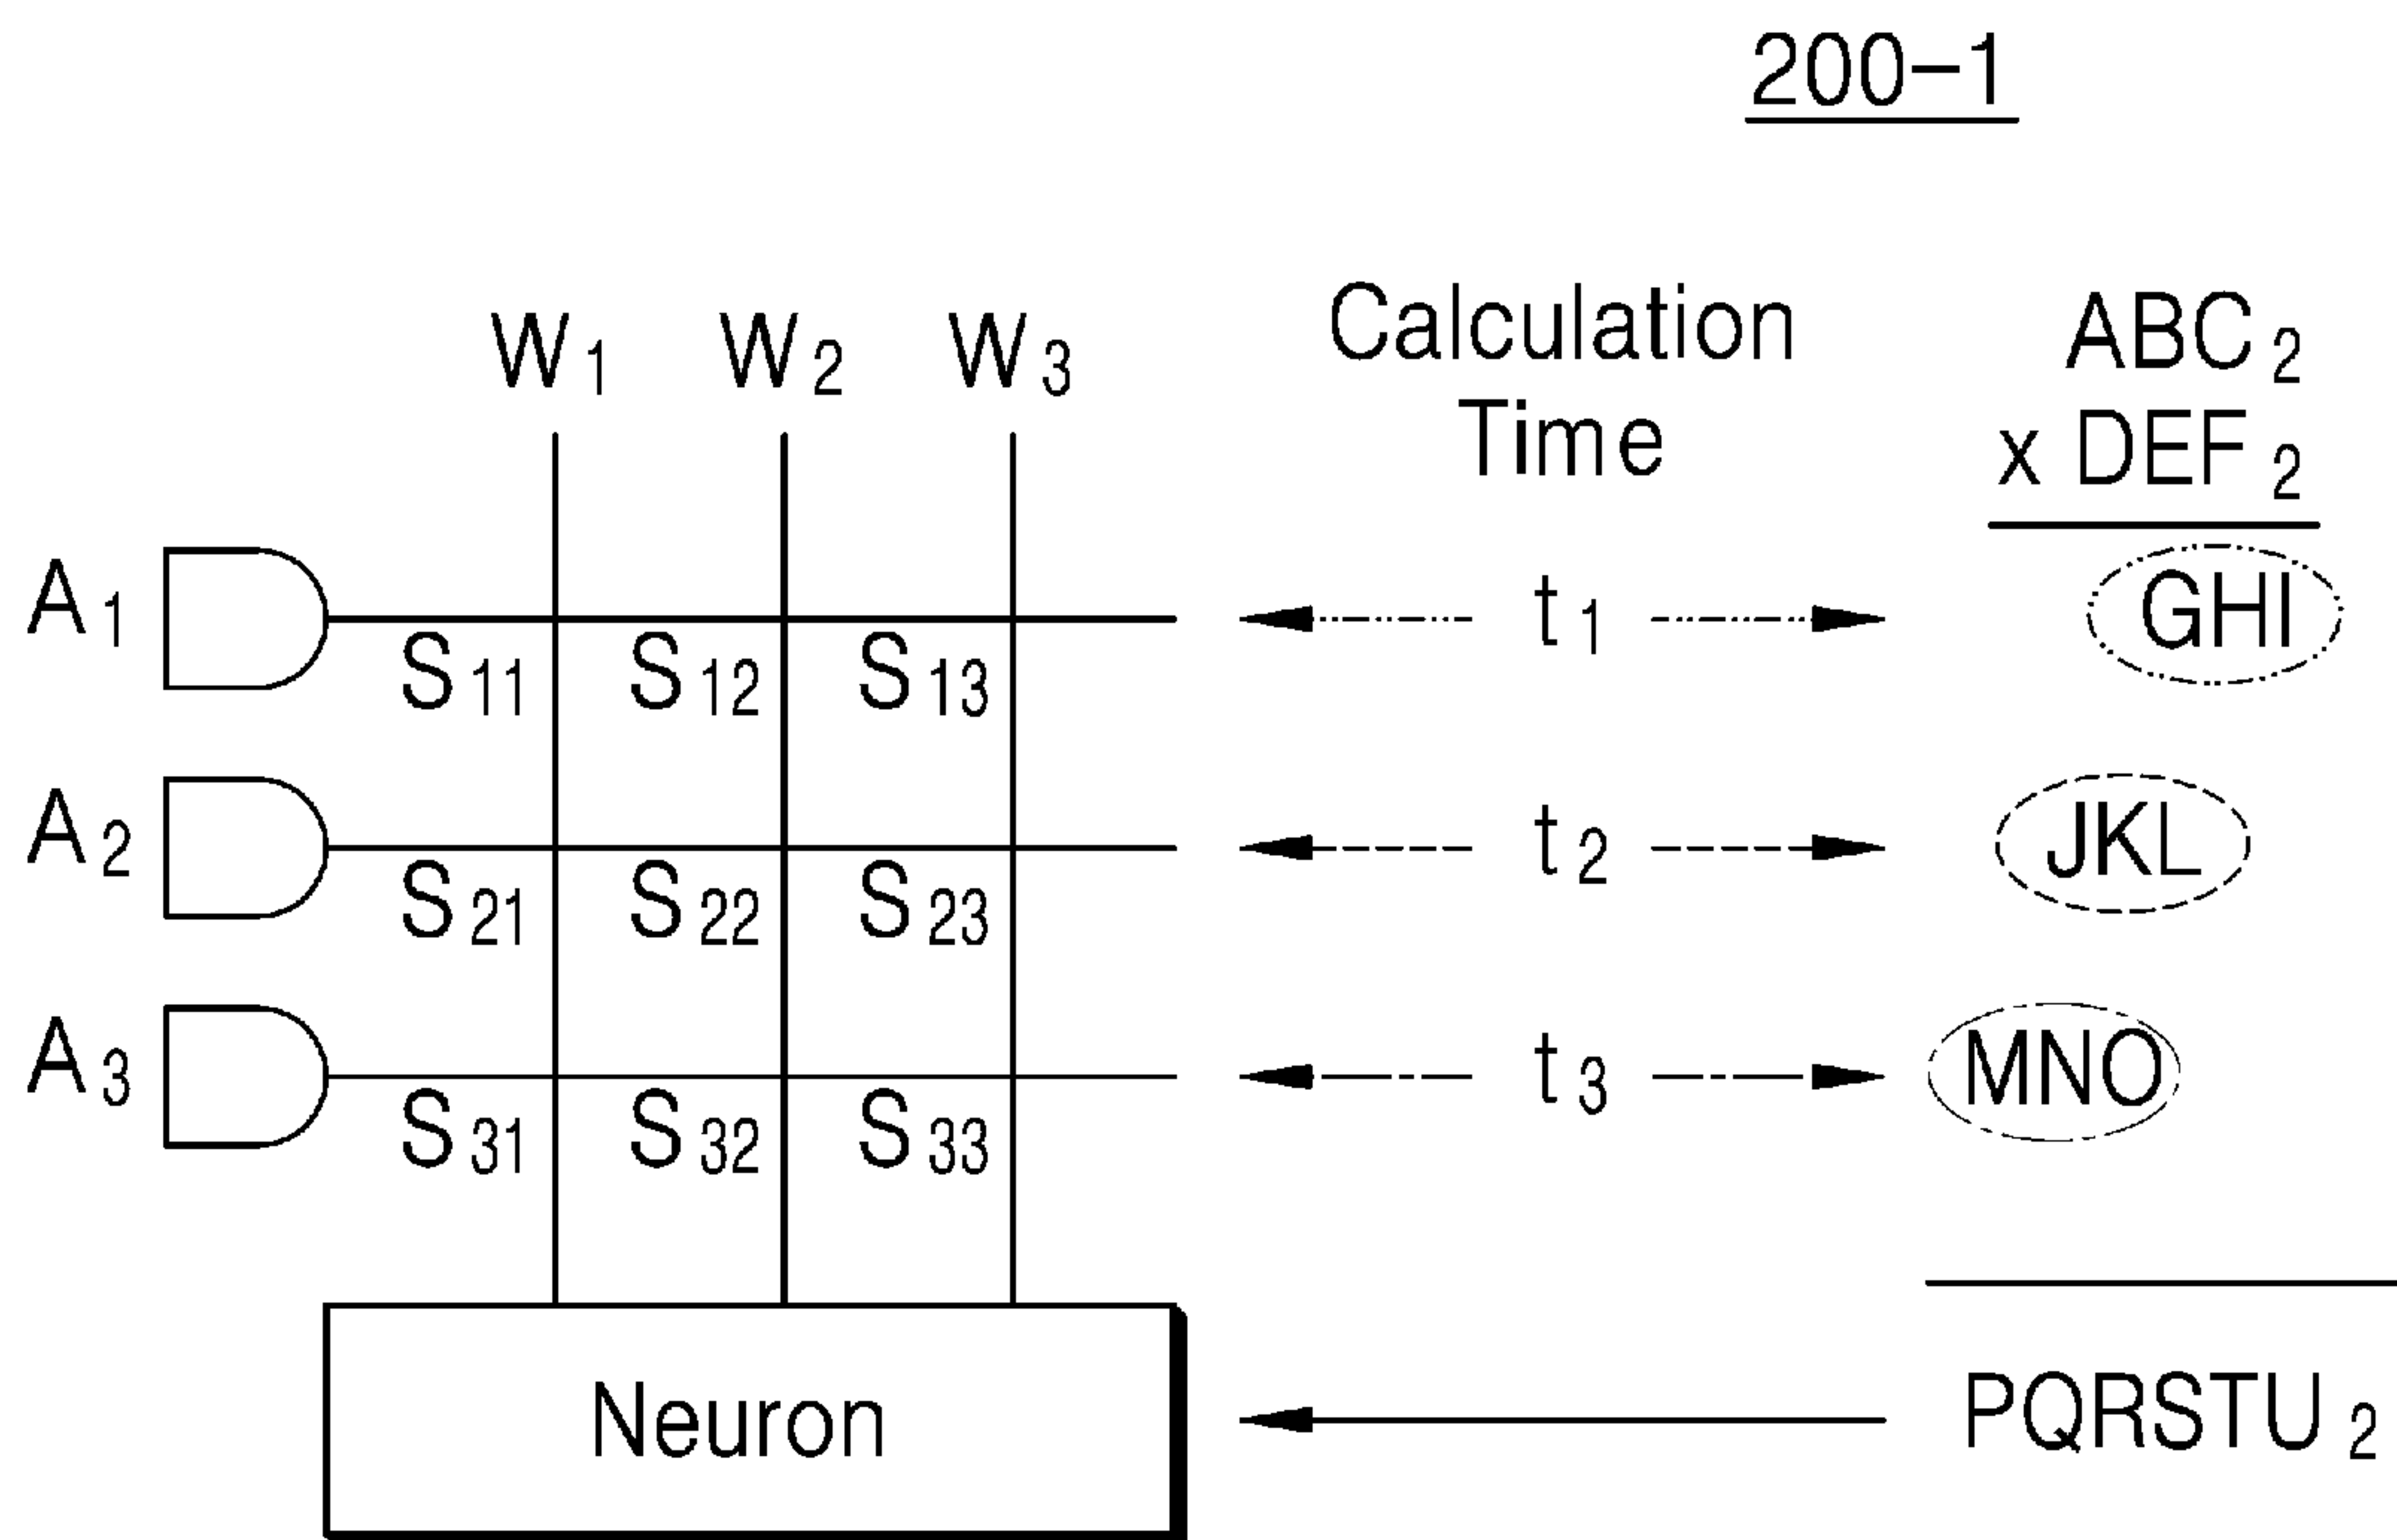 200-1
W1 W2 W3 Calculation Time ABC2
x DEF2
A1 t1 GHI
S11 S12 S13
A2 t2 JKL
S21 S22 S23
A3 t3 MNO
S31 S32 S33
Neuron PQRSTU2